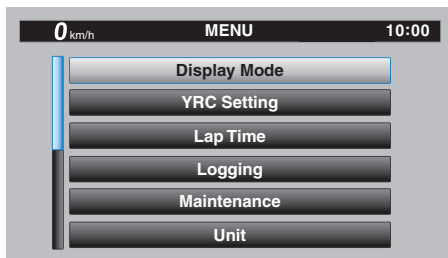 0 km/h MENU 10:00
Display Mode
YRC Setting
Lap Time
Logging
Maintenance
Unit